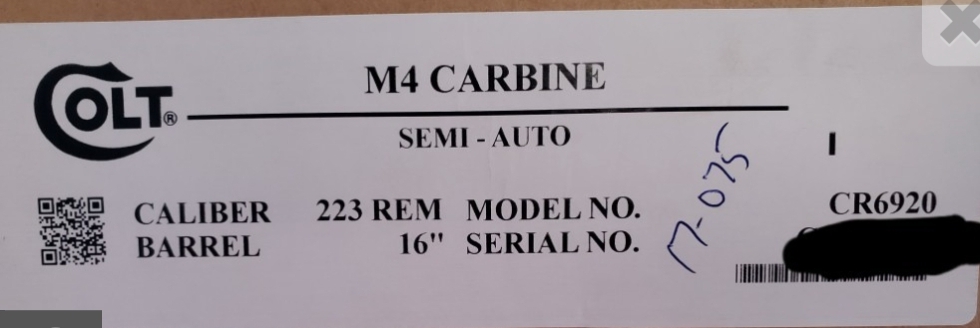 COLT®
M4 CARBINE
SEMI - AUTO
I
CALIBER 223 REM MODEL NO. CR6920
BARREL 16" SERIAL NO.
17-075